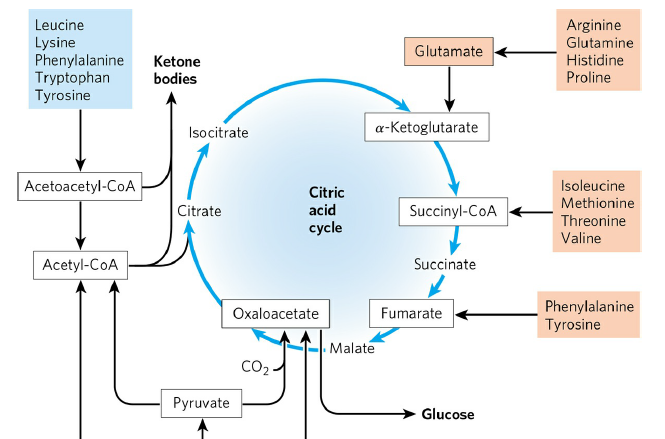 Leucine
Lysine
Phenylalanine
Tryptophan
Tyrosine
Ketone
bodies
Glutamate
Arginine
Glutamine
Histidine
Proline
Isocitrate
α-Ketoglutarate
Acetoacetyl-CoA
Citrate
Citric
acid
cycle
Succinyl-CoA
Isoleucine
Methionine
Threonine
Valine
Acetyl-CoA
Succinate
Oxaloacetate
Fumarate
Phenylalanine
Tyrosine
Malate
CO₂
Pyruvate
Glucose